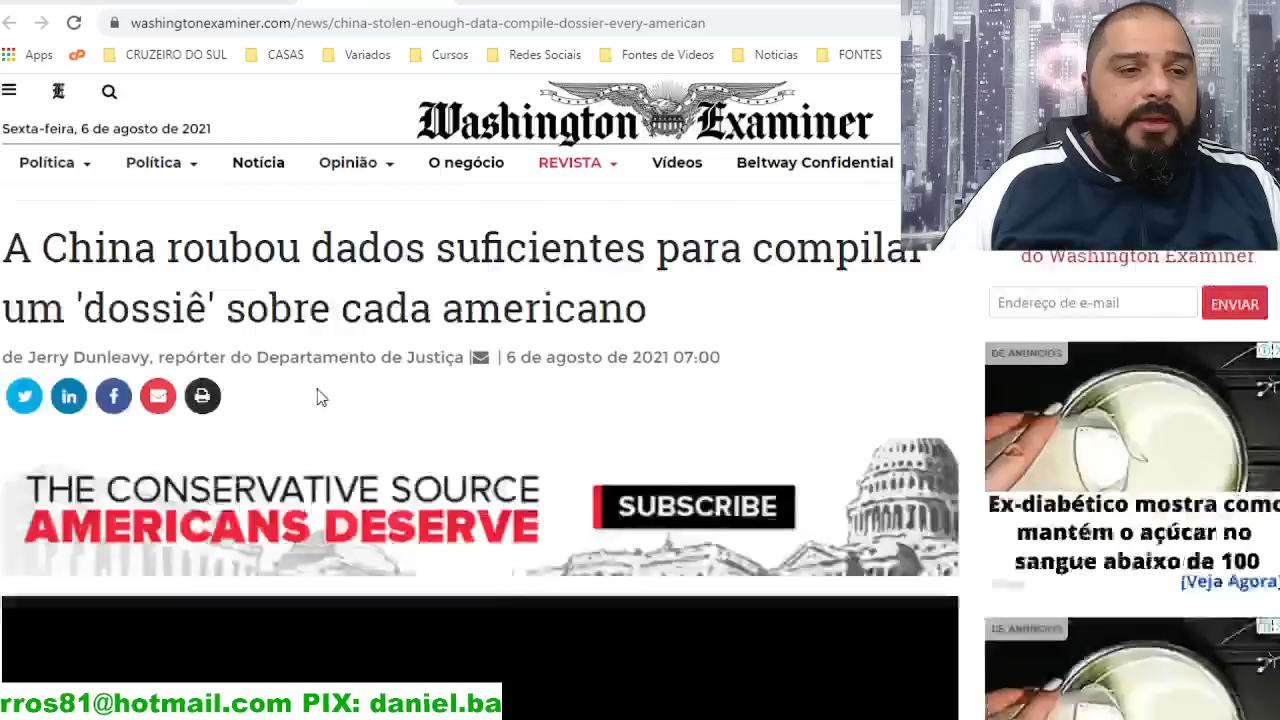 washingtonexaminer.com/news/china-stolen-enough-data-compile-dossier-every-american
Apps CRUZEIRO DO SUL CASAS Variados Cursos Redes Sociais Fontes de Videos Noticias FONTES
Washington Examiner
Sexta-feira, 6 de agosto de 2021
Política Política Notícia Opinião O negócio REVISTA Vídeos Beltway Confidential
A China roubou dados suficientes para compilar
um 'dossiê' sobre cada americano
de Jerry Dunleavy, repórter do Departamento de Justiça | | 6 de agosto de 2021 07:00
do Washington Examiner
Endereço de e-mail ENVIAR
DE ANUNCIOS
THE CONSERVATIVE SOURCE
AMERICANS DESERVE
SUBSCRIBE
Ex-diabético mostra como
mantém o açúcar no
sangue abaixo de 100
[Veja Agora]
DE ANUNCIOS
rros81@hotmail.com PIX: daniel.ba